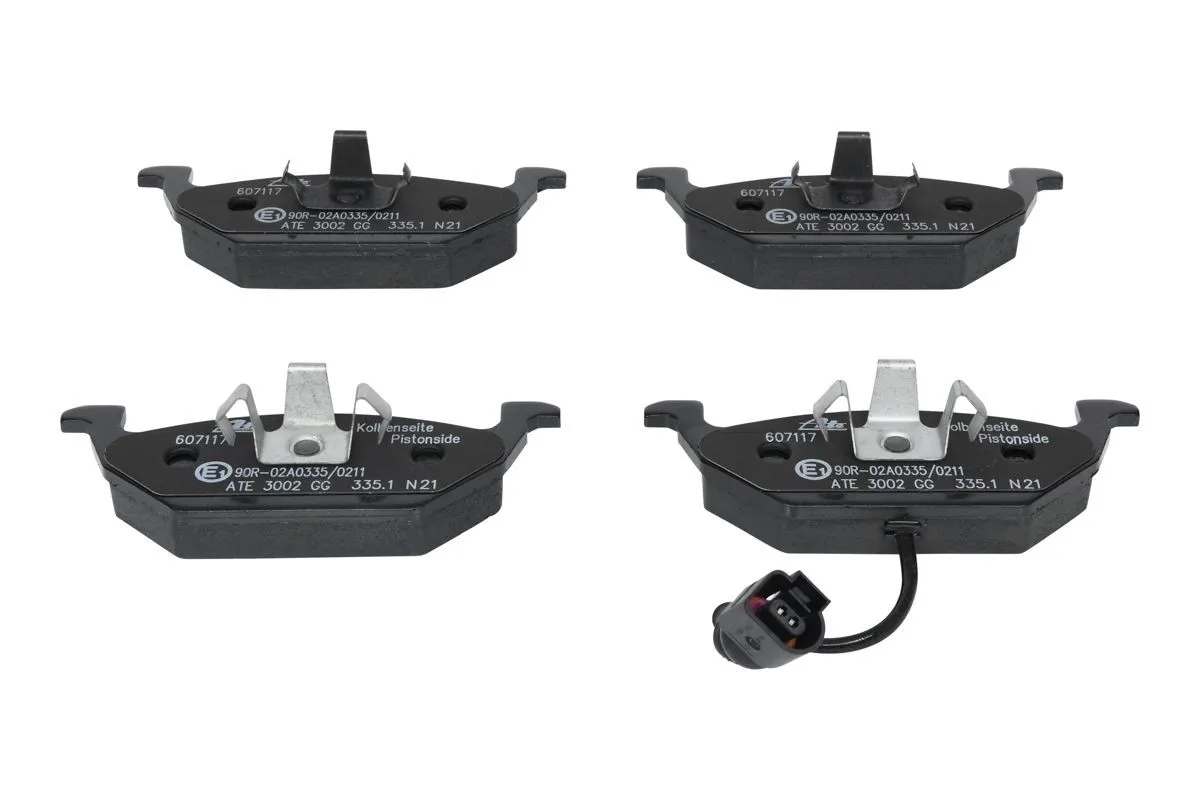 607117
E1 90R-02A0335/0211
ATE 3002 GG 335.1 N21
607117
E1 90R-02A0335/0211
ATE 3002 GG 335.1 N21
Ate Kolbenseite
607117 Pistonside
E1 90R-02A0335/0211
ATE 3002 GG 335.1 N21
Ate Kolbenseite
607117 Pistonside
E1 90R-02A0335/0211
ATE 3002 GG 335.1 N21